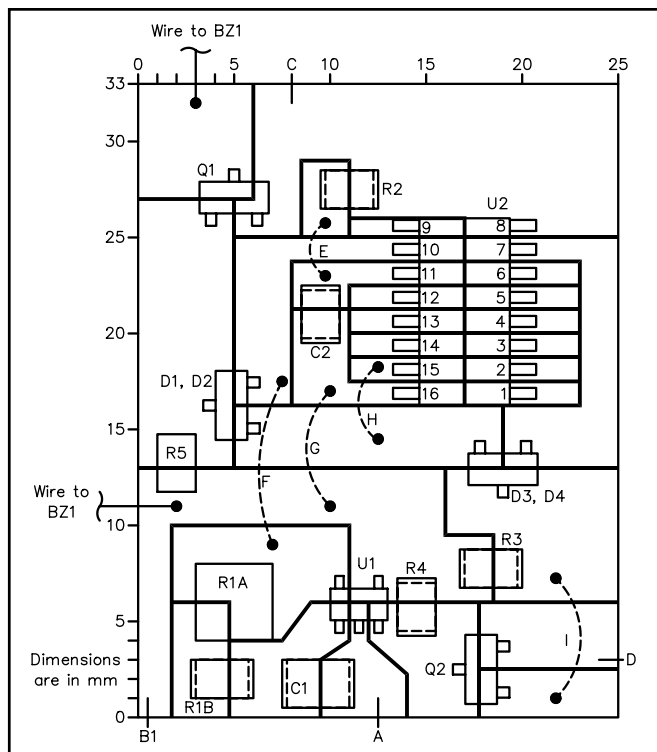 Wire to BZ1
0 5 C 10 15 20 25
33
30
Q1
R2
U2
9 8
25
E
10 7
11 6
12 5
20
13 4
C2
14 3
D1, D2
15 2
H
16 1
15
G
R5
F
Wire to
BZ1
D3, D4
10
U1
R3
R1A
R4
5
I
Dimensions
are in mm
Q2
D
C1
R1B
0
B1
A